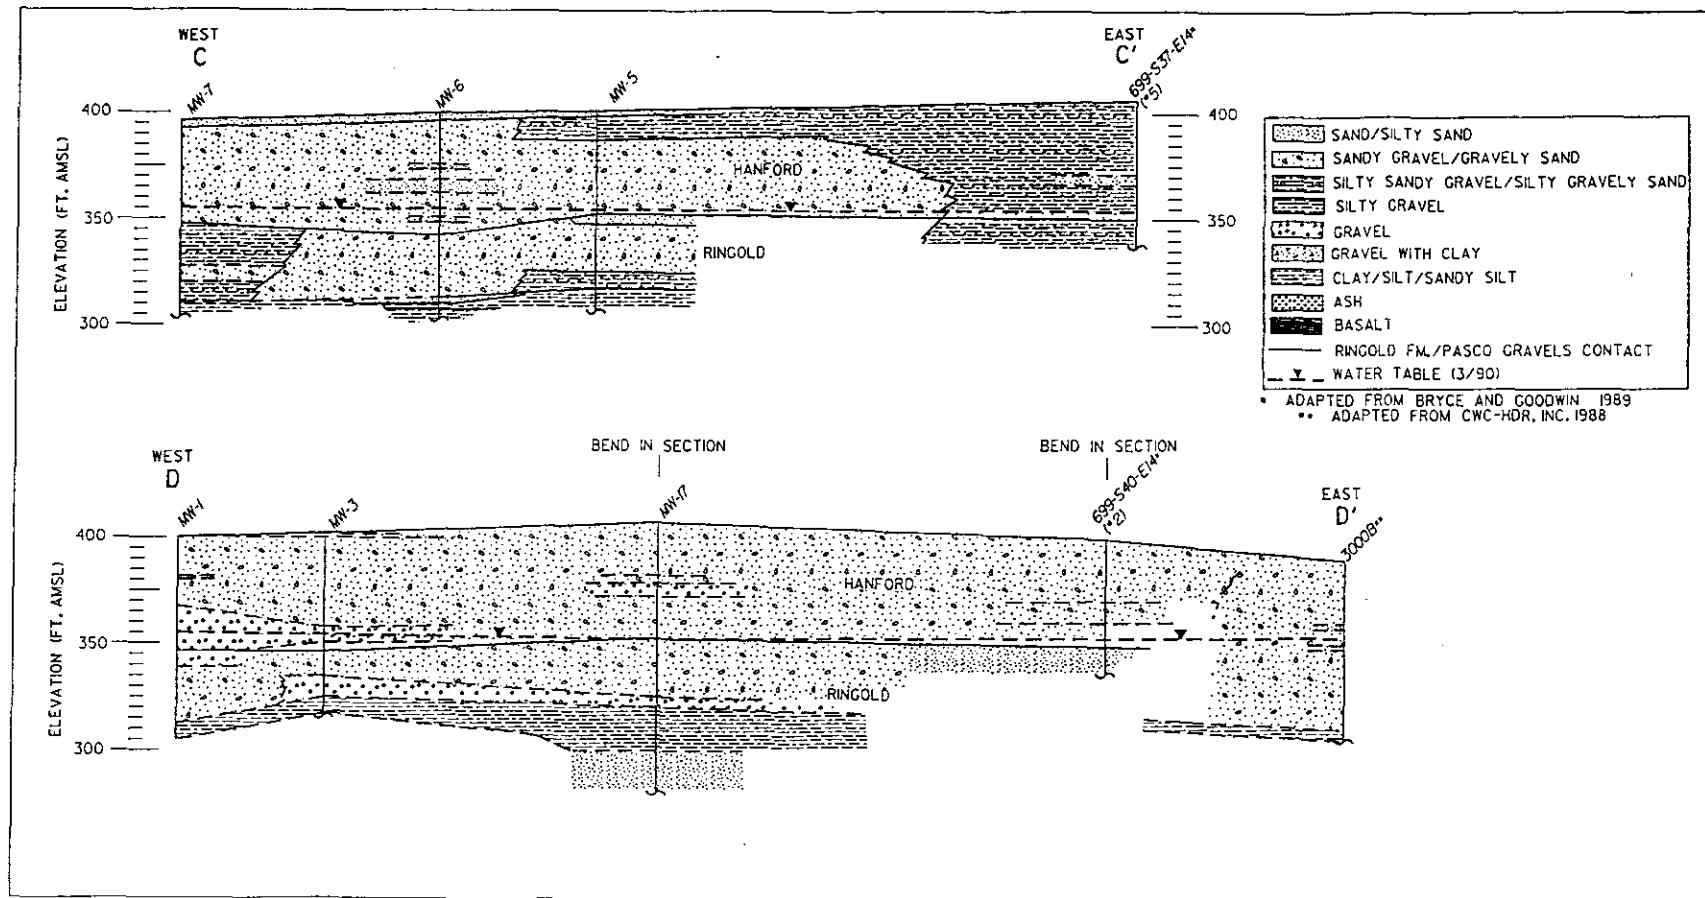 WEST
C
EAST
C'
MW-7
MW-6
MW-5
699-S37-E14*
(*5)
ELEVATION (FT. AMSL)
400
350
300
400
350
300
HANFORD
RINGOLD
SAND/SILTY SAND
SANDY GRAVEL/GRAVELY SAND
SILTY SANDY GRAVEL/SILTY GRAVELY SAND
SILTY GRAVEL
GRAVEL
GRAVEL WITH CLAY
CLAY/SILT/SANDY SILT
ASH
BASALT
RINGOLD FM./PASCO GRAVELS CONTACT
WATER TABLE (3/90)
* ADAPTED FROM BRYCE AND GOODWIN 1989
** ADAPTED FROM CWC-HDR, INC. 1988
WEST
D
BEND IN SECTION
BEND IN SECTION
EAST
D'
MW-1
MW-3
MW-17
699-S40-E14*
(*2)
3000B**
ELEVATION (FT. AMSL)
400
350
300
HANFORD
RINGOLD